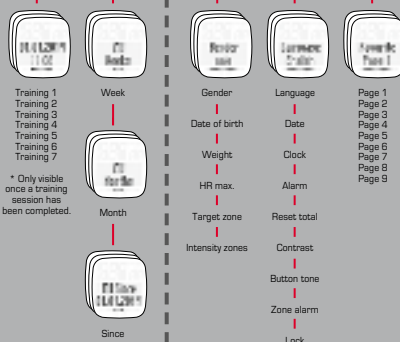 Training 1
Training 2
Training 3
Training 4
Training 5
Training 6
Training 7
* Only visible
once a training
session has
been completed.
Week
Month
Since
Gender
Date of birth
Weight
HR max.
Target zone
Intensity zones
Language
Date
Clock
Alarm
Reset total
Contrast
Button tone
Zone alarm
Lock
Page 1
Page 2
Page 3
Page 4
Page 5
Page 6
Page 7
Page 8
Page 9